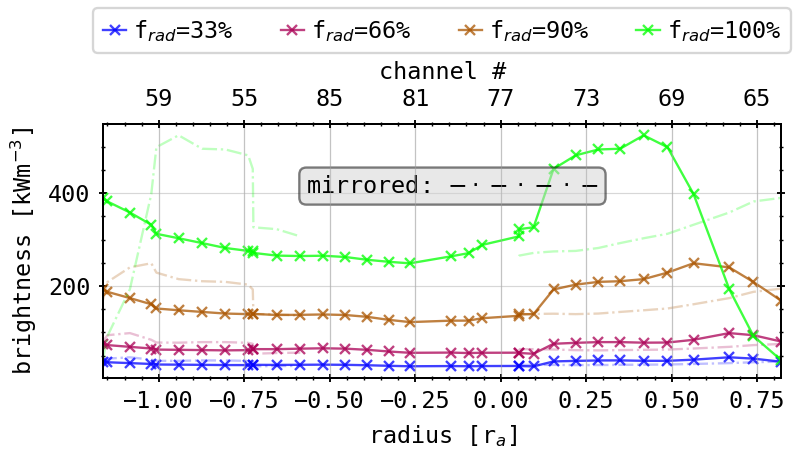 f_rad=33% f_rad=66% f_rad=90% f_rad=100%
channel #
59 55 85 81 77 73 69 65
brightness [kWm⁻³]
400
200
mirrored: — · — · — · —
−1.00 −0.75 −0.50 −0.25 0.00 0.25 0.50 0.75
radius [r_a]